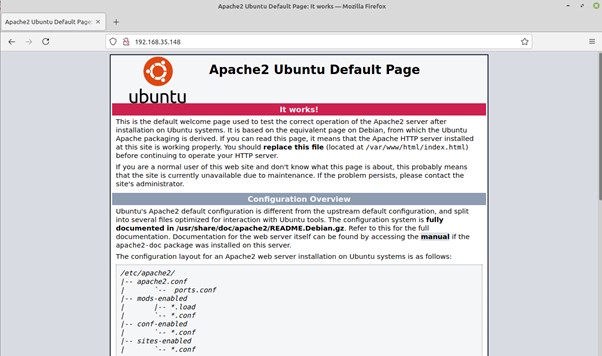 Apache2 Ubuntu Default Page: It works — Mozilla Firefox
Apache2 Ubuntu Default Page
192.168.35.148
ubuntu
Apache2 Ubuntu Default Page
It works!
This is the default welcome page used to test the correct operation of the Apache2 server after
installation on Ubuntu systems. It is based on the equivalent page on Debian, from which the Ubuntu
Apache packaging is derived. If you can read this page, it means that the Apache HTTP server installed
at this site is working properly. You should replace this file (located at /var/www/html/index.html)
before continuing to operate your HTTP server.
If you are a normal user of this web site and don't know what this page is about, this probably means
that the site is currently unavailable due to maintenance. If the problem persists, please contact the
site's administrator.
Configuration Overview
Ubuntu's Apache2 default configuration is different from the upstream default configuration, and split
into several files optimized for interaction with Ubuntu tools. The configuration system is fully
documented in /usr/share/doc/apache2/README.Debian.gz. Refer to this for the full
documentation. Documentation for the web server itself can be found by accessing the manual if the
apache2-doc package was installed on this server.
The configuration layout for an Apache2 web server installation on Ubuntu systems is as follows:
/etc/apache2/
|-- apache2.conf
|       `--  ports.conf
|-- mods-enabled
|       |-- *.load
|       `-- *.conf
|-- conf-enabled
|       `-- *.conf
|-- sites-enabled
|       `-- *.conf